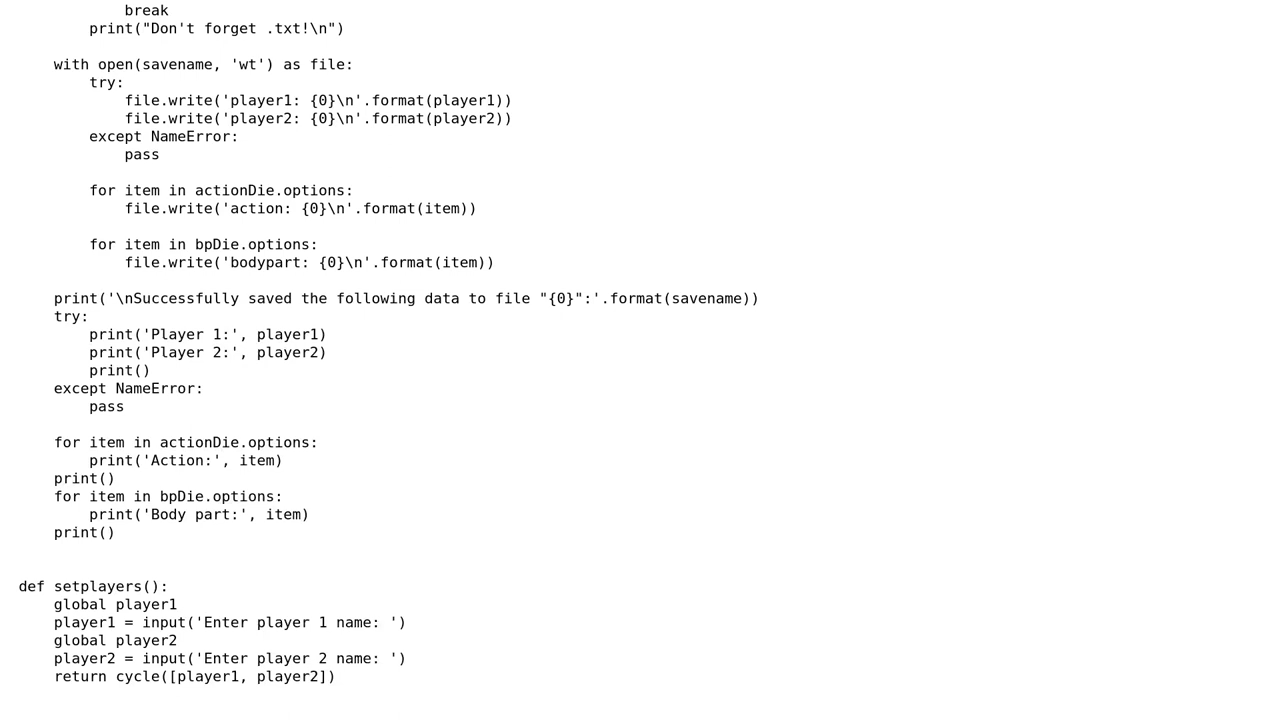 break
        print("Don't forget .txt!\n")

    with open(savename, 'wt') as file:
        try:
            file.write('player1: {0}\n'.format(player1))
            file.write('player2: {0}\n'.format(player2))
        except NameError:
            pass

        for item in actionDie.options:
            file.write('action: {0}\n'.format(item))

        for item in bpDie.options:
            file.write('bodypart: {0}\n'.format(item))

    print('\nSuccessfully saved the following data to file "{0}":'.format(savename))
    try:
        print('Player 1:', player1)
        print('Player 2:', player2)
        print()
    except NameError:
        pass

    for item in actionDie.options:
        print('Action:', item)
    print()
    for item in bpDie.options:
        print('Body part:', item)
    print()


def setplayers():
    global player1
    player1 = input('Enter player 1 name: ')
    global player2
    player2 = input('Enter player 2 name: ')
    return cycle([player1, player2])